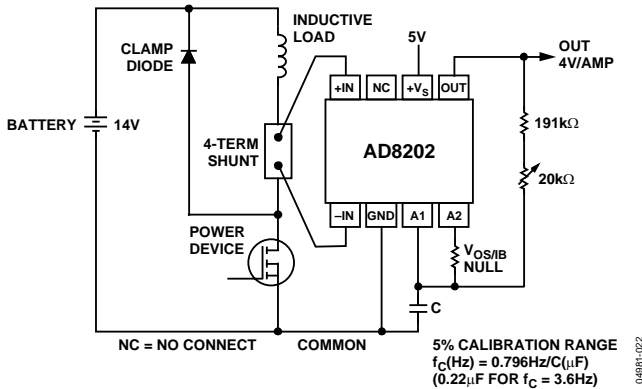 INDUCTIVE
LOAD
CLAMP
DIODE
5V
OUT
4V/AMP
+IN
NC
+VS
OUT
BATTERY
14V
4-TERM
SHUNT
AD8202
191kΩ
20kΩ
–IN
GND
A1
A2
POWER
DEVICE
VOS/IB
NULL
C
NC = NO CONNECT
COMMON
5% CALIBRATION RANGE
fC(Hz) = 0.796Hz/C(μF)
(0.22μF FOR fC = 3.6Hz)
04981-022